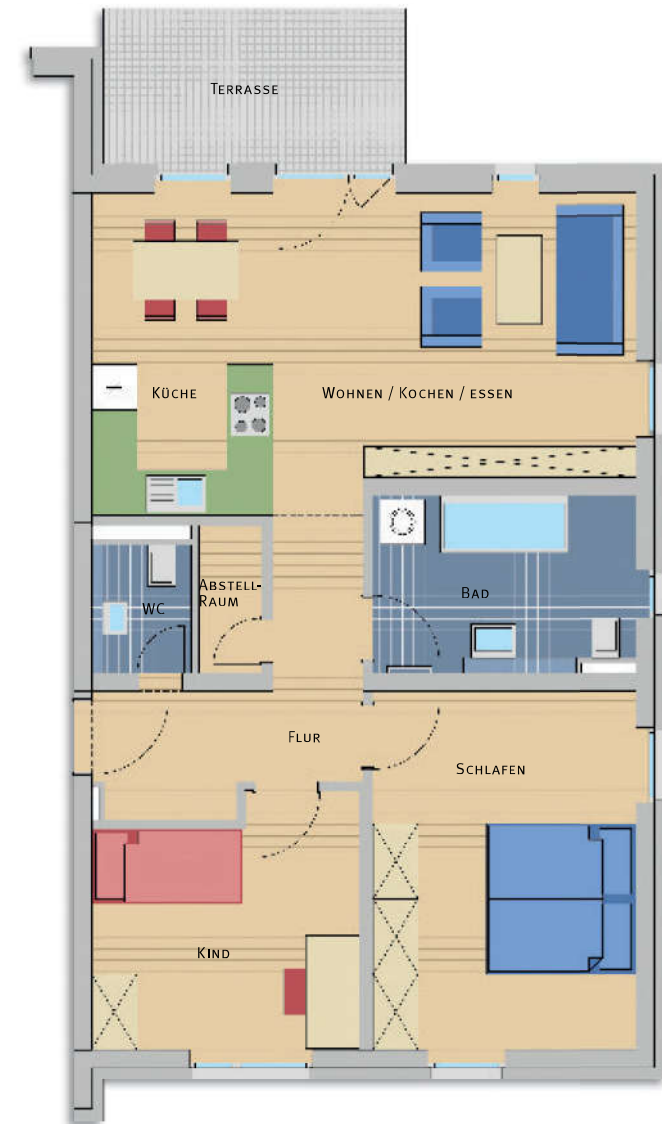 TERRASSE
KÜCHE
WOHNEN / KOCHEN / ESSEN
ABSTELL-
RAUM
WC
BAD
FLUR
SCHLAFEN
KIND